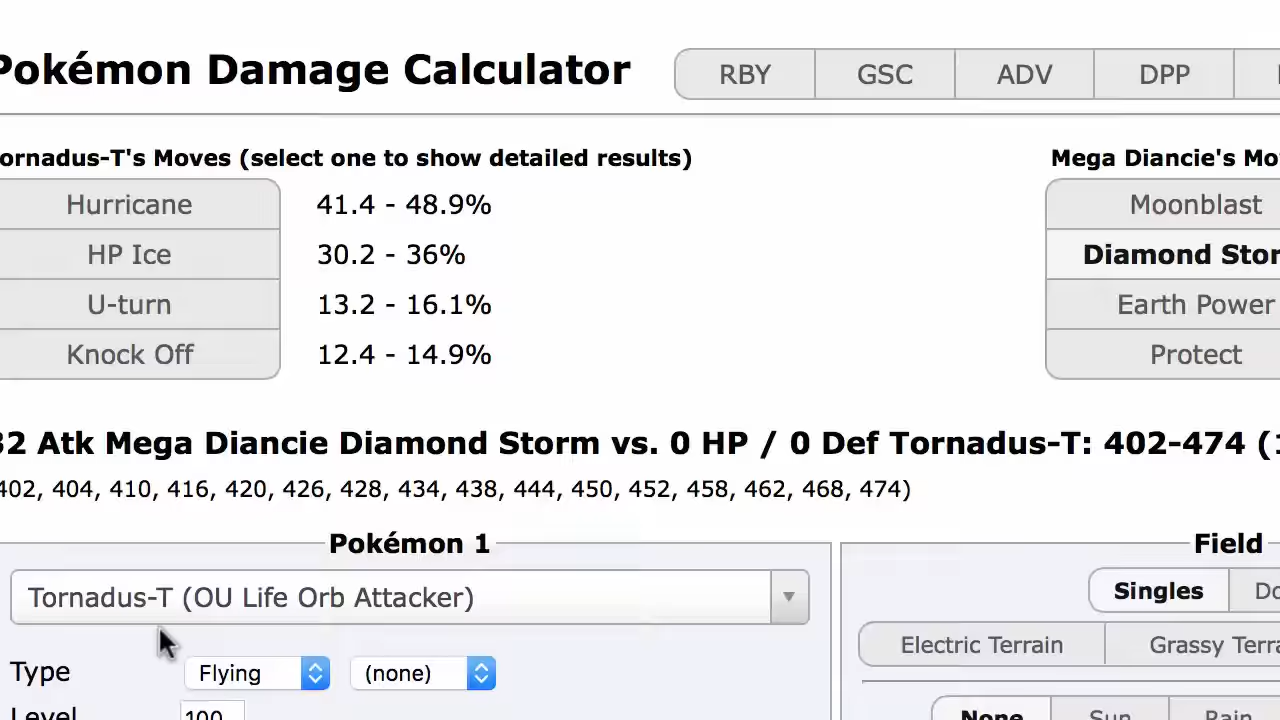 Pokémon Damage Calculator
RBY GSC ADV DPP
ornadus-T's Moves (select one to show detailed results)
Mega Diancie's Mo
Hurricane 41.4 - 48.9%
HP Ice 30.2 - 36%
U-turn 13.2 - 16.1%
Knock Off 12.4 - 14.9%
Moonblast
Diamond Stor
Earth Power
Protect
32 Atk Mega Diancie Diamond Storm vs. 0 HP / 0 Def Tornadus-T: 402-474 (1
402, 404, 410, 416, 420, 426, 428, 434, 438, 444, 450, 452, 458, 462, 468, 474)
Pokémon 1
Tornadus-T (OU Life Orb Attacker)
Type Flying (none)
Level 100
Field
Singles Do
Electric Terrain Grassy Terra
None Sun Rain